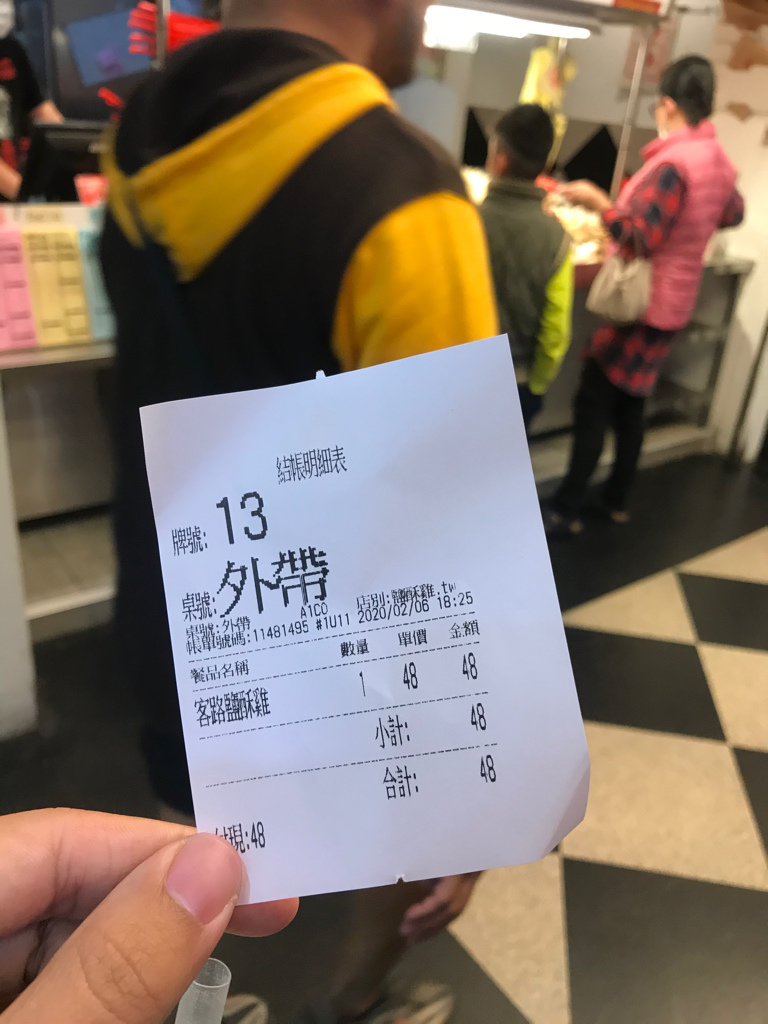 結帳明細表
牌號: 13
桌號: 外帶
桌號: 外帶 A1CO 店別: 鹽酥雞.tw
帳單號碼: 11481495 #1U11 2020/02/06 18:25
餐品名稱 數量 單價 金額
客路鹽酥雞 1 48 48
小計: 48
合計: 48
付現:48